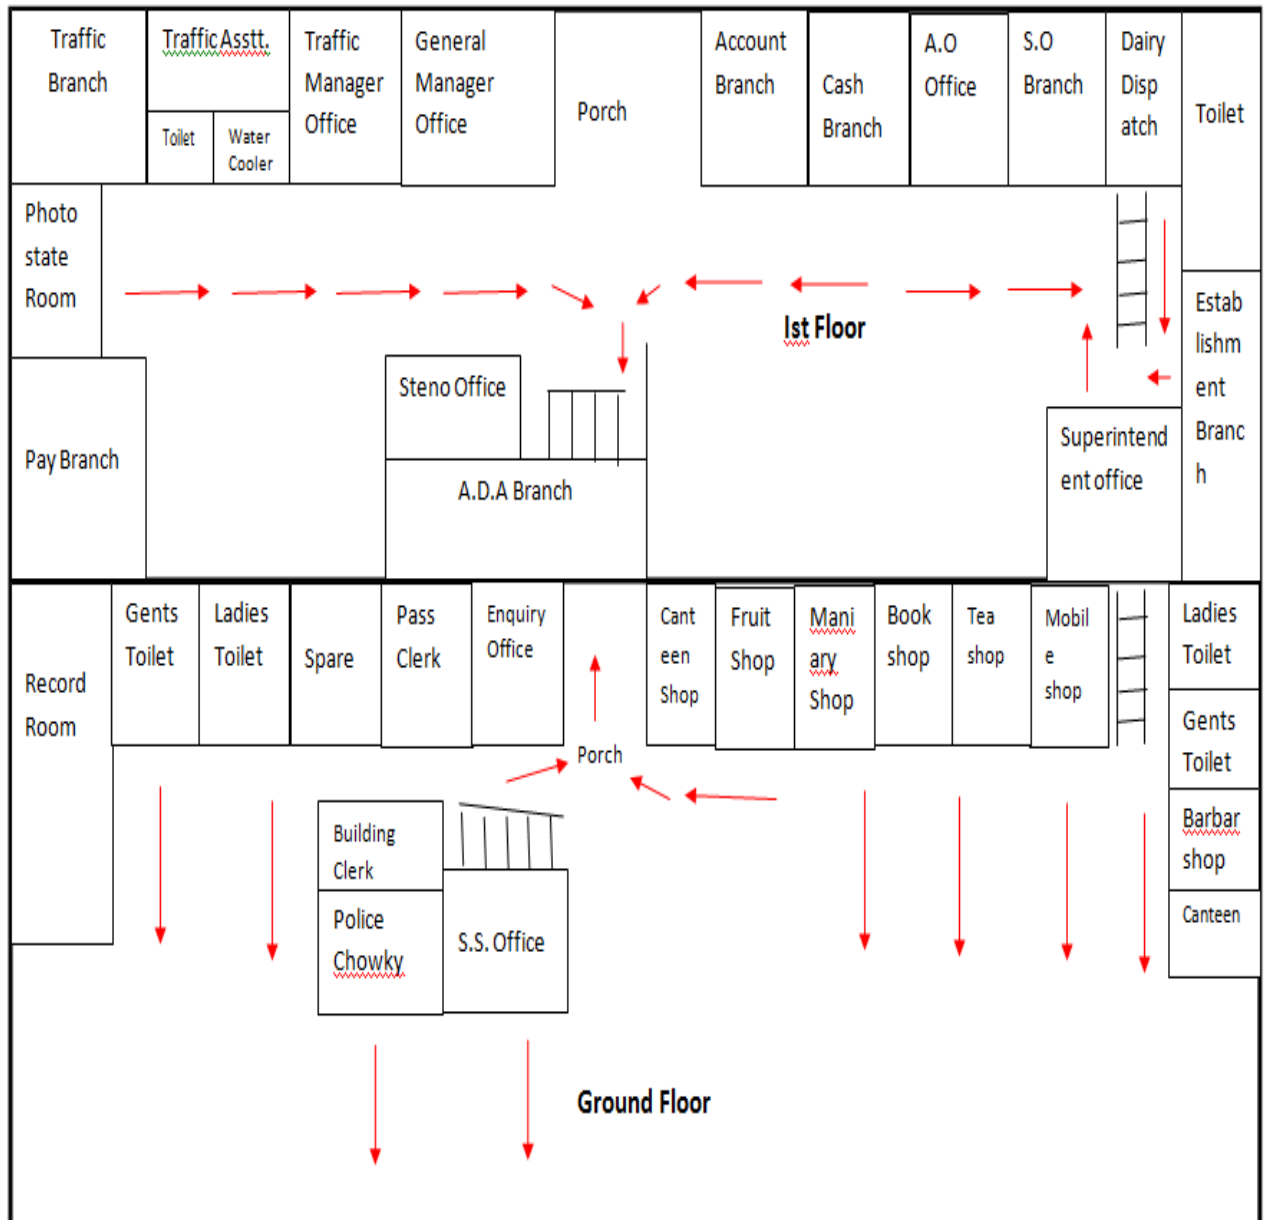 Traffic
Branch
Traffic Asstt.
Toilet
Water
Cooler
Traffic
Manager
Office
General
Manager
Office
Porch
Account
Branch
Cash
Branch
A.O
Office
S.O
Branch
Dairy
Disp
atch
Toilet
Photo
state
Room
Ist Floor
Estab
lishm
ent
Branc
h
Steno Office
Pay Branch
A.D.A Branch
Superintend
ent office
Record
Room
Gents
Toilet
Ladies
Toilet
Spare
Pass
Clerk
Enquiry
Office
Porch
Cant
een
Shop
Fruit
Shop
Mani
ary
Shop
Book
shop
Tea
shop
Mobil
e
shop
Ladies
Toilet
Gents
Toilet
Barbar
shop
Canteen
Building
Clerk
Police
Chowky
S.S. Office
Ground Floor